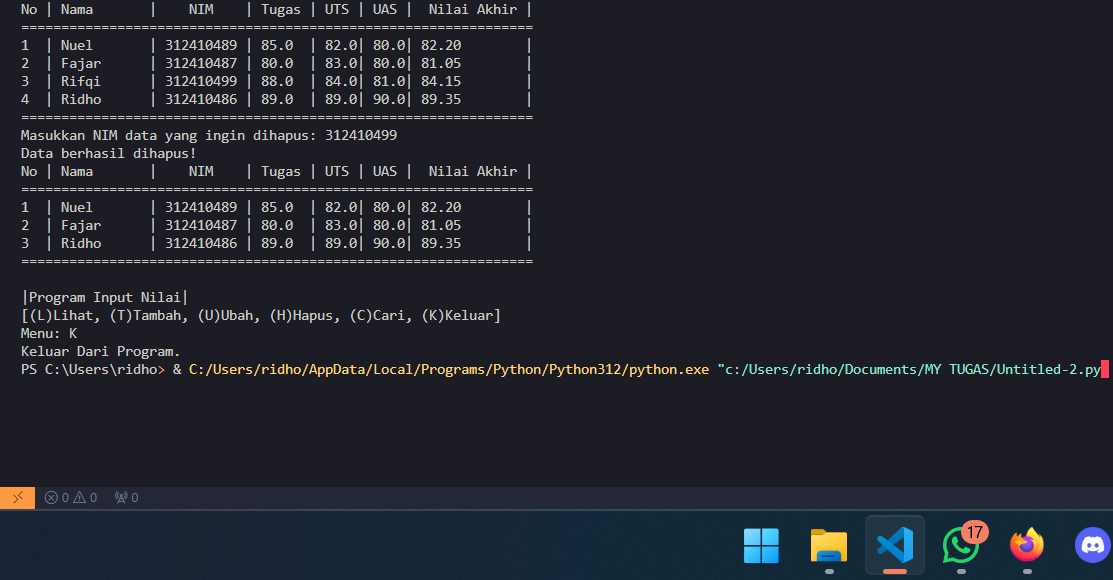 No | Nama       |    NIM    | Tugas | UTS | UAS |  Nilai Akhir |
================================================================
1  | Nuel       | 312410489 | 85.0  | 82.0| 80.0| 82.20        |
2  | Fajar      | 312410487 | 80.0  | 83.0| 80.0| 81.05        |
3  | Rifqi      | 312410499 | 88.0  | 84.0| 81.0| 84.15        |
4  | Ridho      | 312410486 | 89.0  | 89.0| 90.0| 89.35        |
================================================================
Masukkan NIM data yang ingin dihapus: 312410499
Data berhasil dihapus!
No | Nama       |    NIM    | Tugas | UTS | UAS |  Nilai Akhir |
================================================================
1  | Nuel       | 312410489 | 85.0  | 82.0| 80.0| 82.20        |
2  | Fajar      | 312410487 | 80.0  | 83.0| 80.0| 81.05        |
3  | Ridho      | 312410486 | 89.0  | 89.0| 90.0| 89.35        |
================================================================
|Program Input Nilai|
[(L)Lihat, (T)Tambah, (U)Ubah, (H)Hapus, (C)Cari, (K)Keluar]
Menu: K
Keluar Dari Program.
PS C:\Users\ridho> & C:/Users/ridho/AppData/Local/Programs/Python/Python312/python.exe "c:/Users/ridho/Documents/MY TUGAS/Untitled-2.py
0 0 0
17